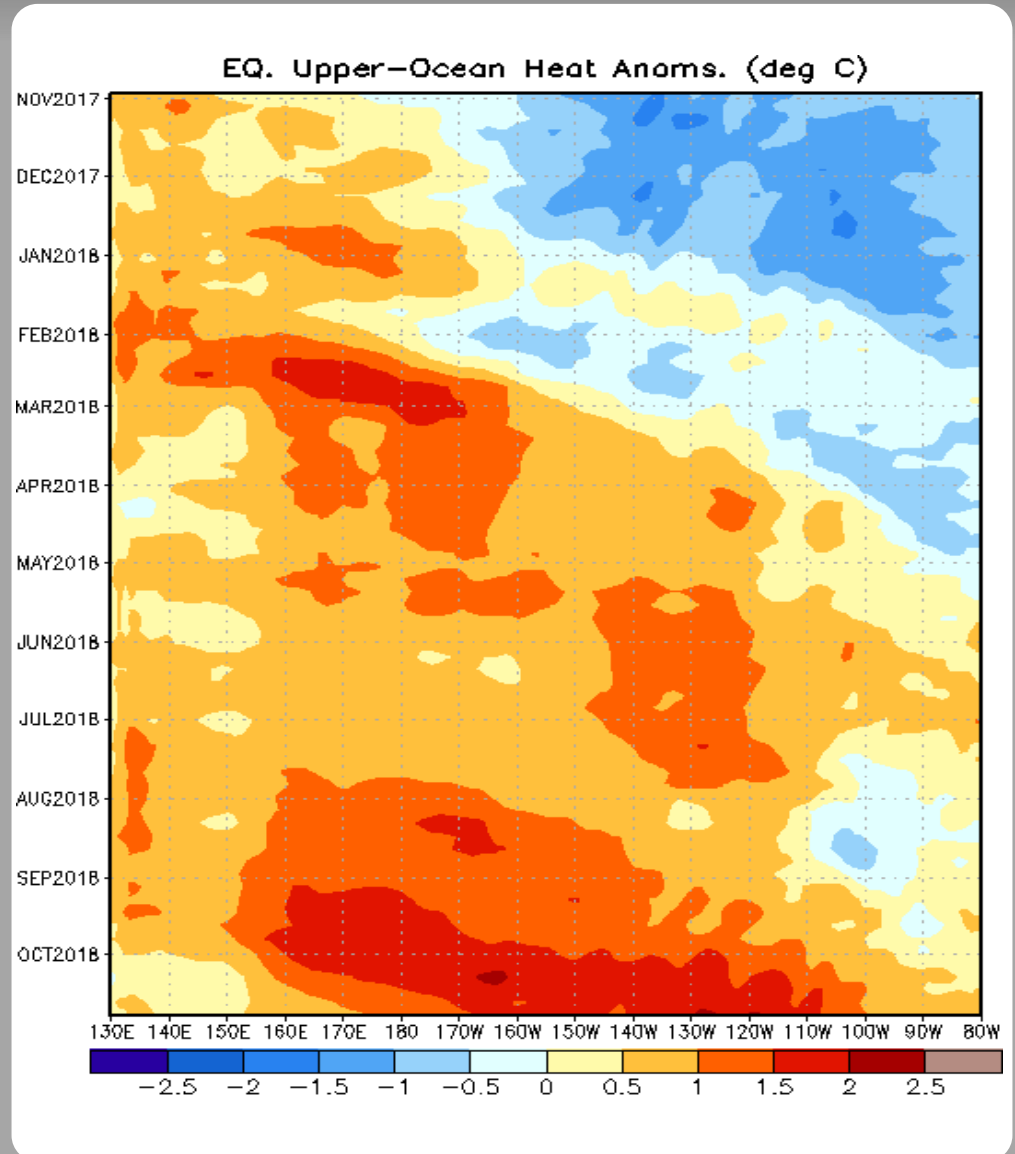 EQ. Upper-Ocean Heat Anoms. (deg C)
NOV2017
DEC2017
JAN2018
FEB2018
MAR2018
APR2018
MAY2018
JUN2018
JUL2018
AUG2018
SEP2018
OCT2018
130E 140E 150E 160E 170E 180 170W 160W 150W 140W 130W 120W 110W 100W 90W 80W
-2.5 -2 -1.5 -1 -0.5 0 0.5 1 1.5 2 2.5